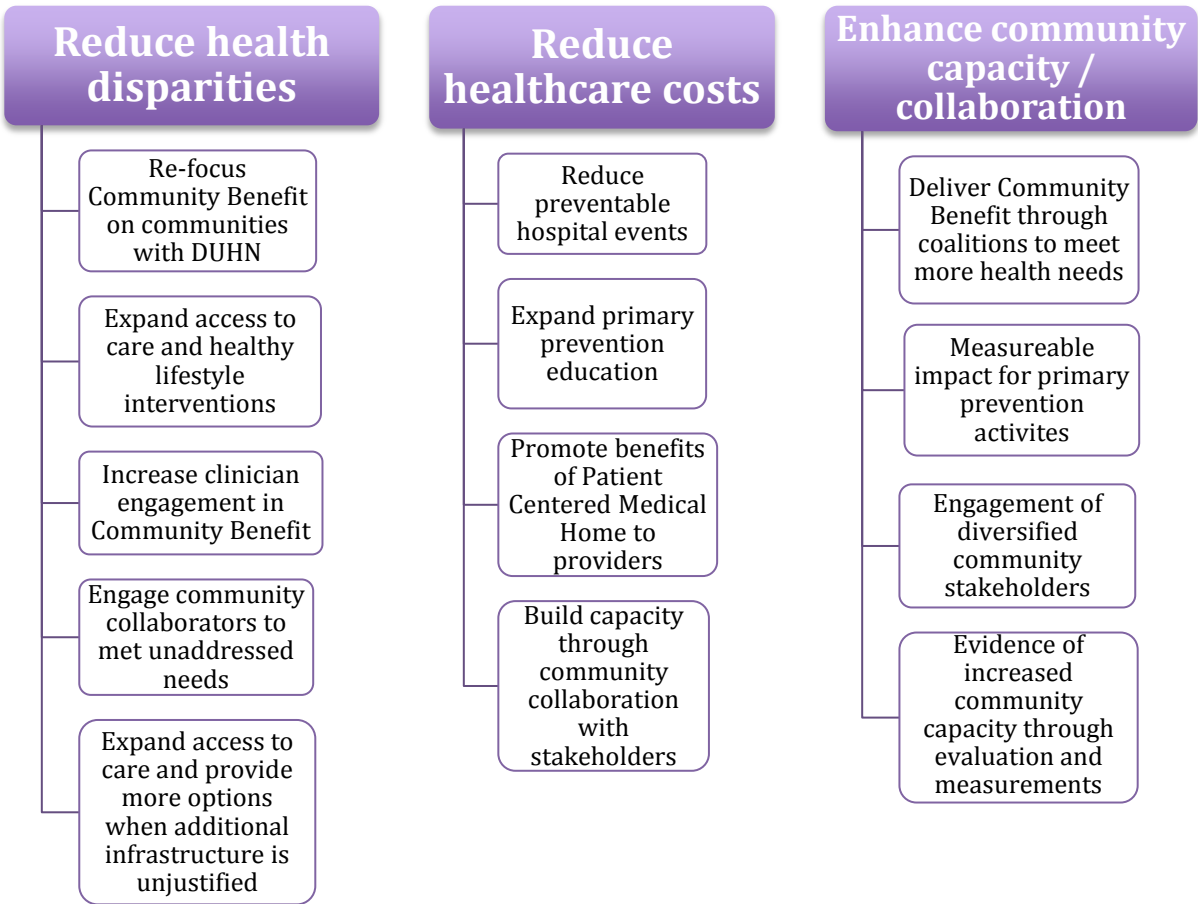 Reduce health
disparities
Re-focus
Community Benefit
on communities
with DUHN
Expand access to
care and healthy
lifestyle
interventions
Increase clinician
engagement in
Community Benefit
Engage community
collaborators to
met unaddressed
needs
Expand access to
care and provide
more options
when additional
infrastructure is
unjustified
Reduce
healthcare costs
Reduce
preventable
hospital events
Expand primary
prevention
education
Promote benefits
of Patient
Centered Medical
Home to
providers
Build capacity
through
community
collaboration
with
stakeholders
Enhance community
capacity /
collaboration
Deliver Community
Benefit through
coalitions to meet
more health needs
Measureable
impact for primary
prevention
activites
Engagement of
diversified
community
stakeholders
Evidence of
increased
community
capacity through
evaluation and
measurements